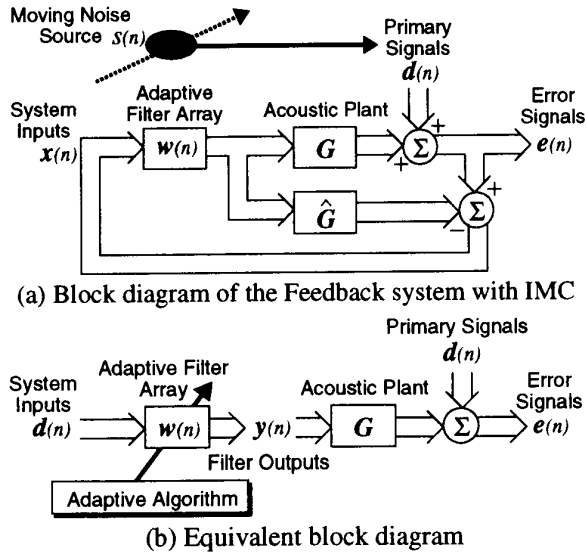 Moving Noise
Source s(n)
Primary
Signals
d(n)
System
Inputs
x(n)
Adaptive
Filter Array
w(n)
Acoustic Plant
G
+
+
Σ
Error
Signals
e(n)
Ĝ
+
−
Σ
(a) Block diagram of the Feedback system with IMC
Primary Signals
d(n)
System
Inputs
d(n)
Adaptive Filter
Array
w(n)
y(n)
Filter Outputs
Acoustic Plant
G
Σ
Error
Signals
e(n)
Adaptive Algorithm
(b) Equivalent block diagram